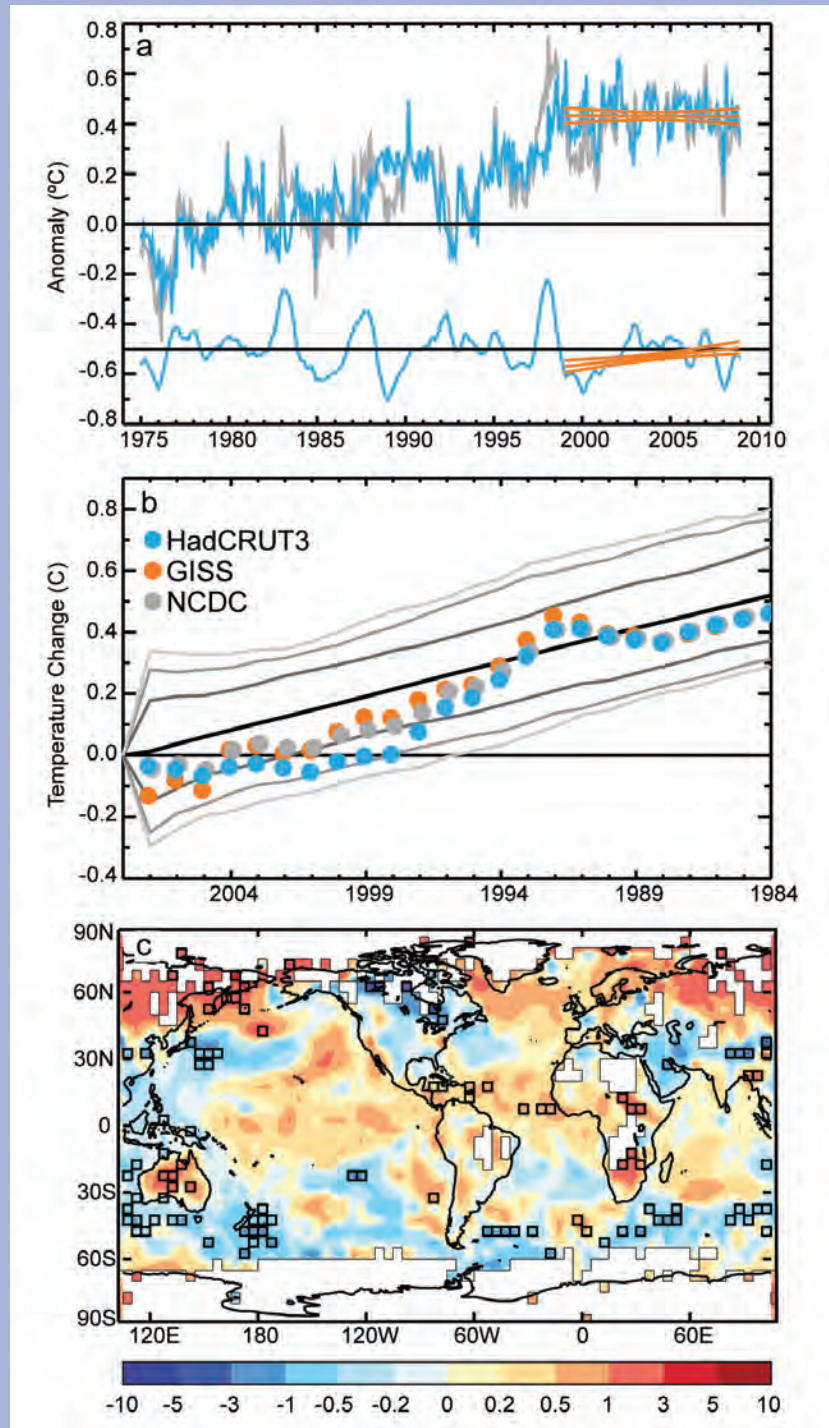 a
0.8
0.6
0.4
0.2
0.0
-0.2
-0.4
-0.6
-0.8
Anomaly (ºC)
1975 1980 1985 1990 1995 2000 2005 2010
b
0.8
0.6
0.4
0.2
0.0
-0.2
-0.4
Temperature Change (C)
HadCRUT3
GISS
NCDC
2004 1999 1994 1989 1984
c
90N
60N
30N
0
30S
60S
90S
120E 180 120W 60W 0 60E
-10 -5 -3 -1 -0.5 -0.2 0 0.2 0.5 1 3 5 10